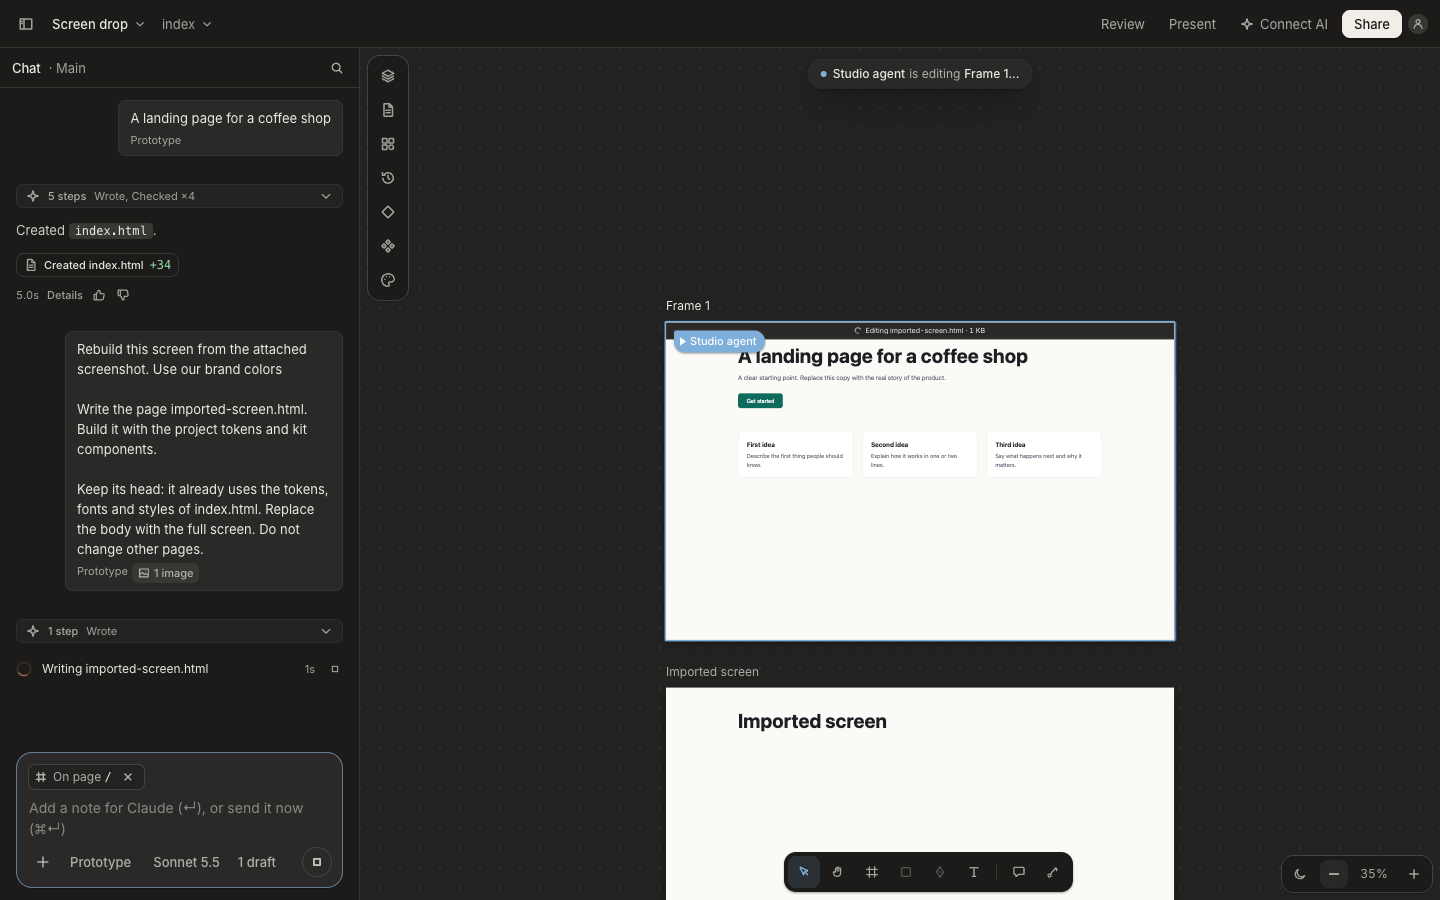 Screen drop
index
Review
Present
Connect AI
Share
Chat · Main
A landing page for a coffee shop
Prototype
5 steps Wrote, Checked ×4
Created index.html.
Created index.html +34
5.0s Details
Rebuild this screen from the attached
screenshot. Use our brand colors
Write the page imported-screen.html.
Build it with the project tokens and kit
components.
Keep its head: it already uses the tokens,
fonts and styles of index.html. Replace
the body with the full screen. Do not
change other pages.
Prototype 1 image
1 step Wrote
Writing imported-screen.html 1s
On page /
Add a note for Claude (↵), or send it now
(⌘↵)
Prototype Sonnet 5.5 1 draft
Studio agent is editing Frame 1...
Frame 1
Editing imported-screen.html · 1 KB
Studio agent
A landing page for a coffee shop
A clear starting point. Replace this copy with the real story of the product.
Get started
First idea
Describe the first thing people should
know.
Second idea
Explain how it works in one or two
lines.
Third idea
Say what happens next and why it
matters.
Imported screen
Imported screen
35%